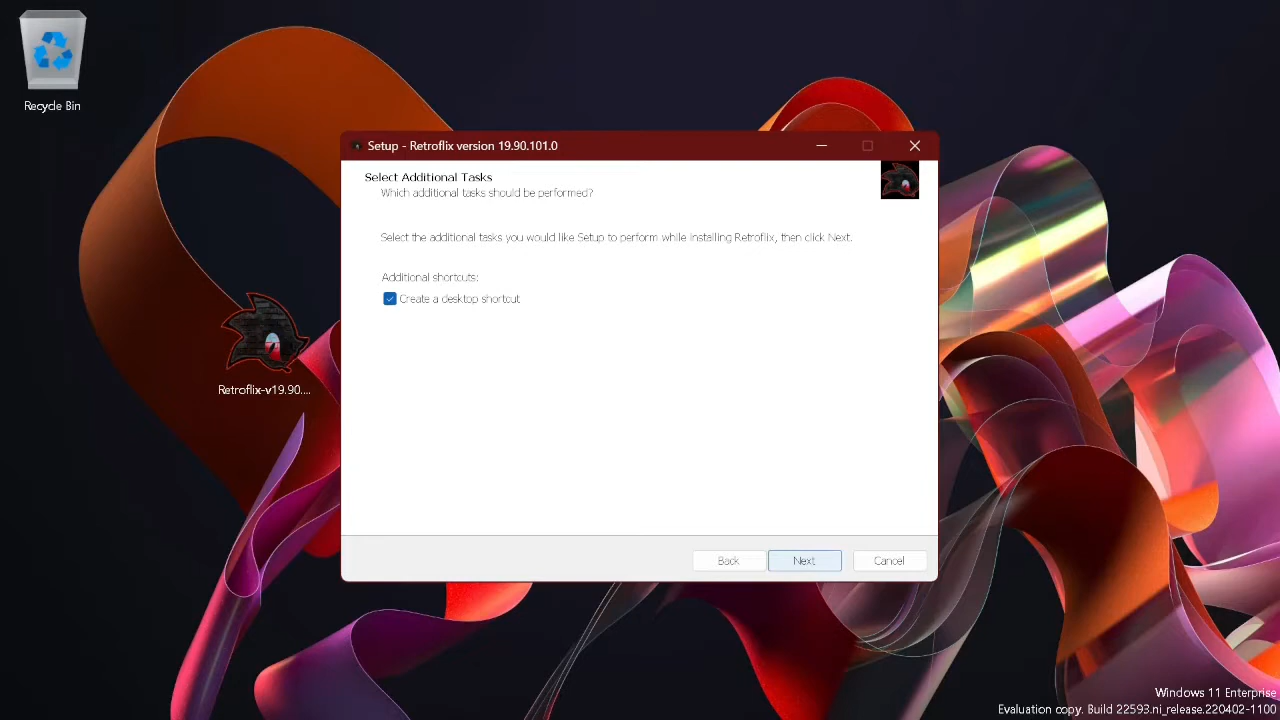 Recycle Bin
Setup - Retroflix version 19.90.101.0
Select Additional Tasks
Which additional tasks should be performed?
Select the additional tasks you would like Setup to perform while installing Retroflix, then click Next.
Additional shortcuts:
Create a desktop shortcut
Retroflix-v19.90....
Back
Next
Cancel
Windows 11 Enterprise
Evaluation copy. Build 22593.ni_release.220402-1100